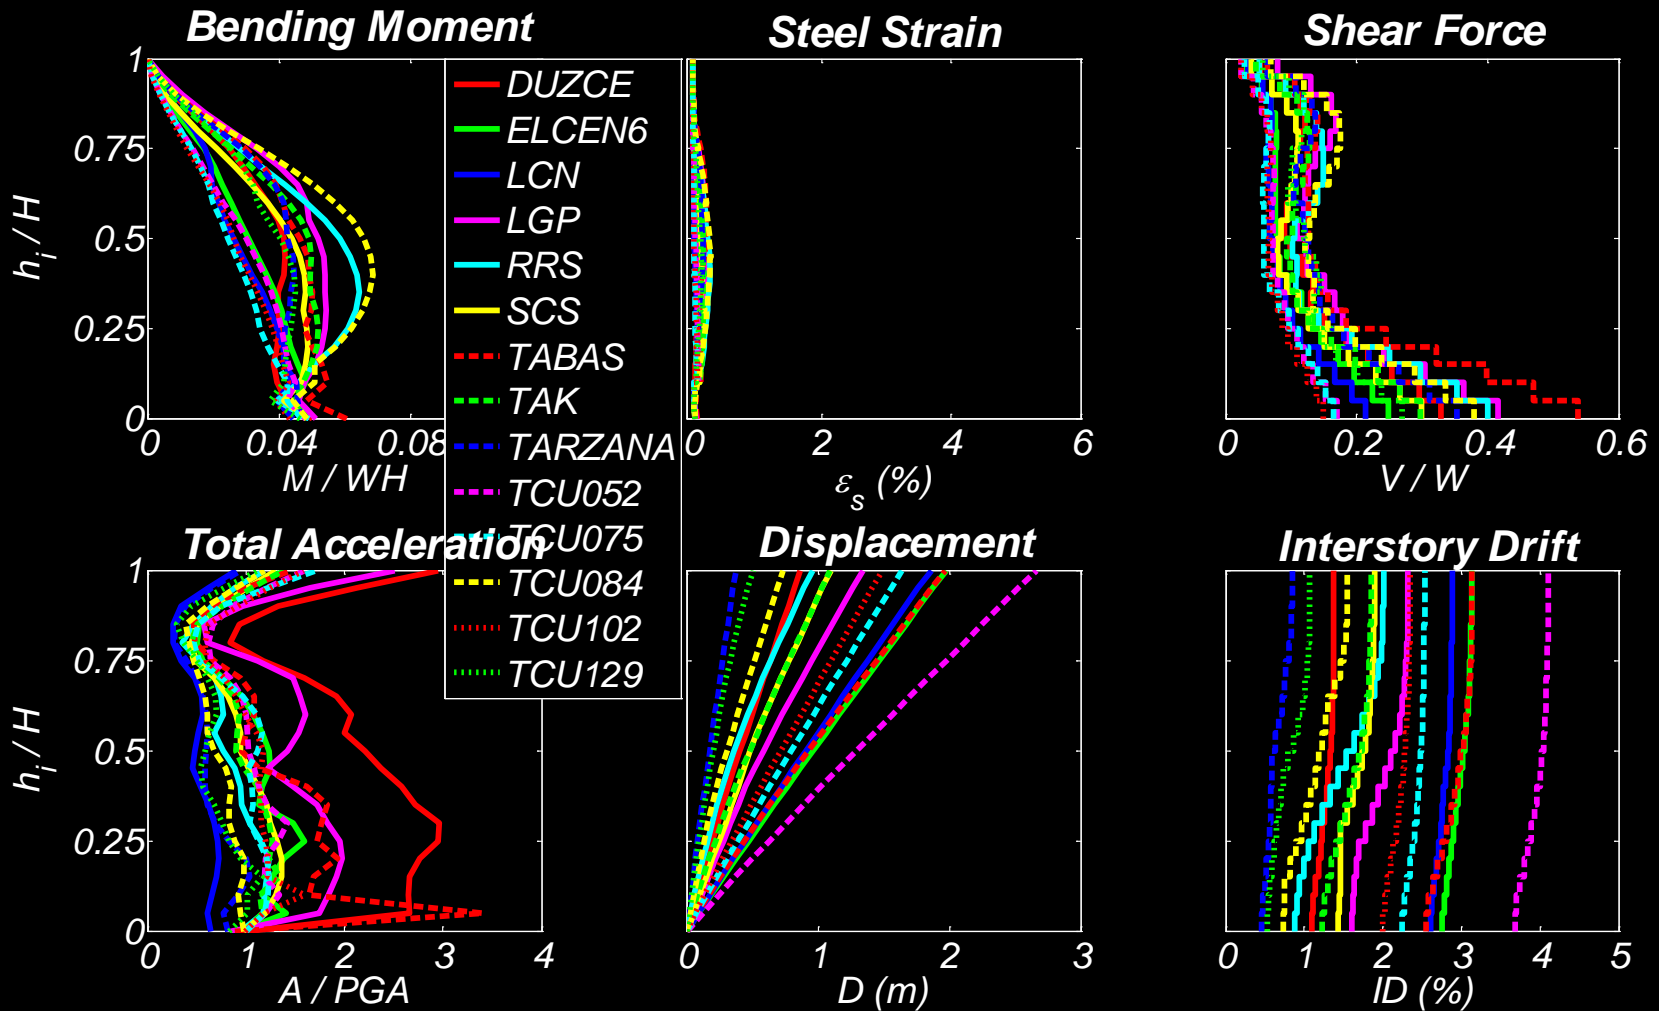 Bending Moment
Steel Strain
Shear Force
1
0.75
0.5
0.25
0
h_i / H
0 0.04 0.08
M / WH
DUZCE
ELCEN6
LCN
LGP
RRS
SCS
TABAS
TAK
TARZANA
TCU052
TCU075
TCU084
TCU102
TCU129
0 2 4 6
ε_s (%)
0 0.2 0.4 0.6
V / W
Total Acceleration
Displacement
Interstory Drift
1
0.75
0.5
0.25
0
h_i / H
0 1 2 3 4
A / PGA
0 1 2 3
D (m)
0 1 2 3 4 5
ID (%)